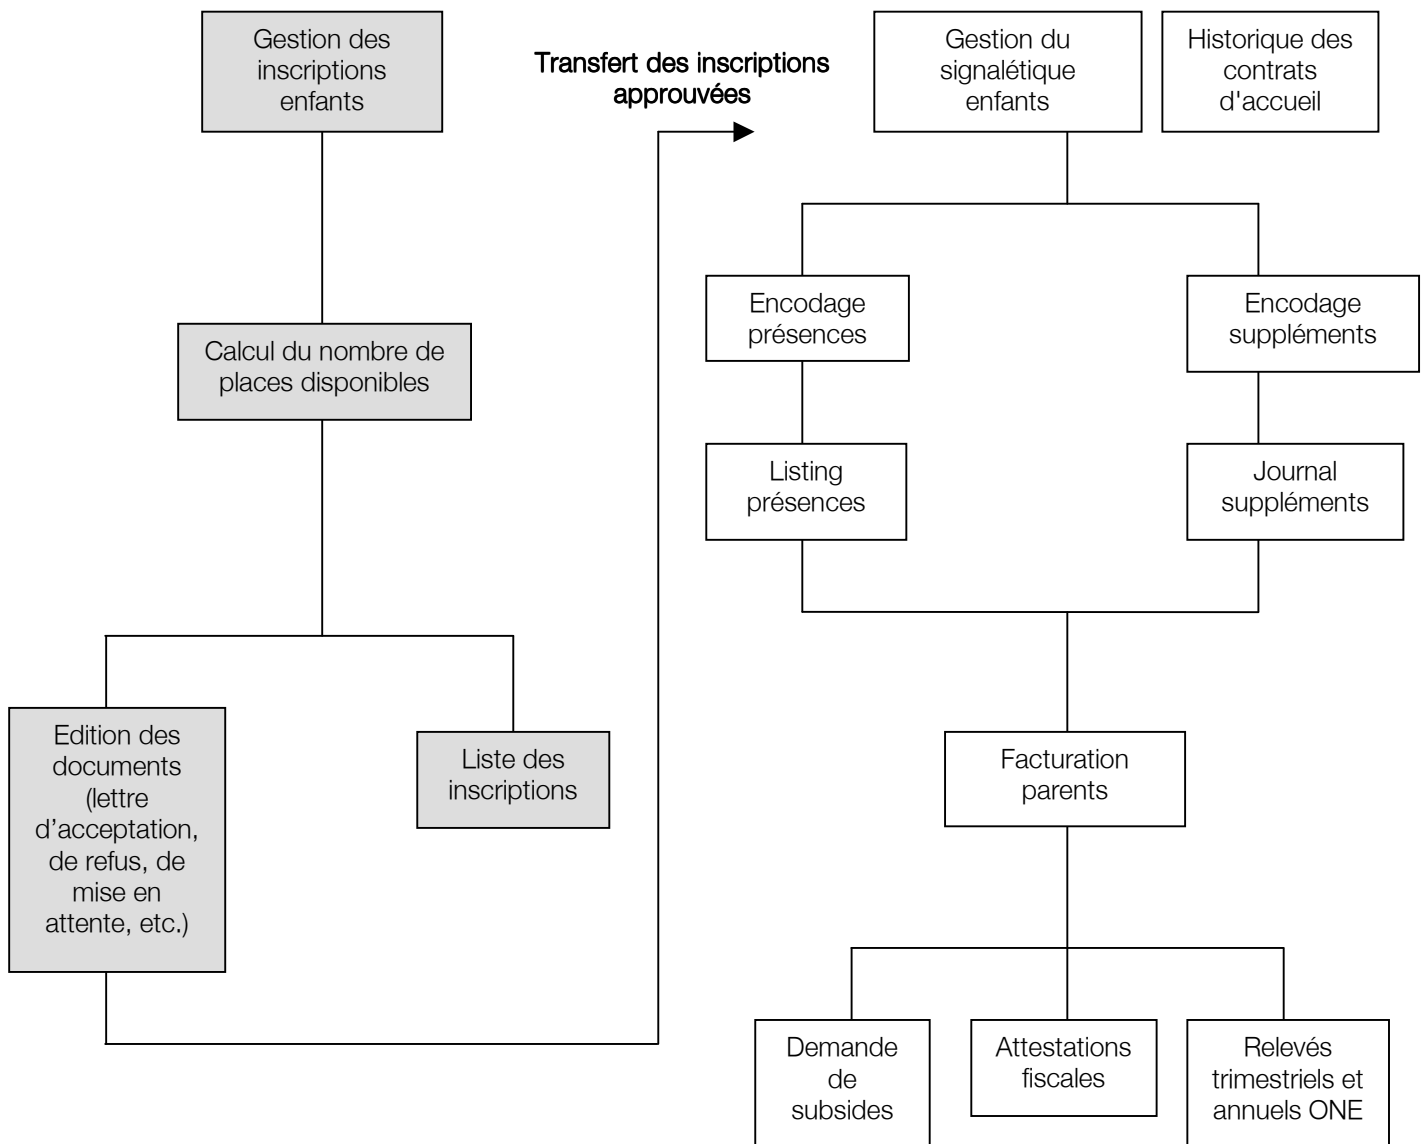 Gestion des
inscriptions
enfants
Transfert des inscriptions
approuvées
Gestion du
signalétique
enfants
Historique des
contrats
d'accueil
Calcul du nombre de
places disponibles
Encodage
présences
Encodage
suppléments
Listing
présences
Journal
suppléments
Edition des
documents
(lettre
d’acceptation,
de refus, de
mise en
attente, etc.)
Liste des
inscriptions
Facturation
parents
Demande
de
subsides
Attestations
fiscales
Relevés
trimestriels et
annuels ONE